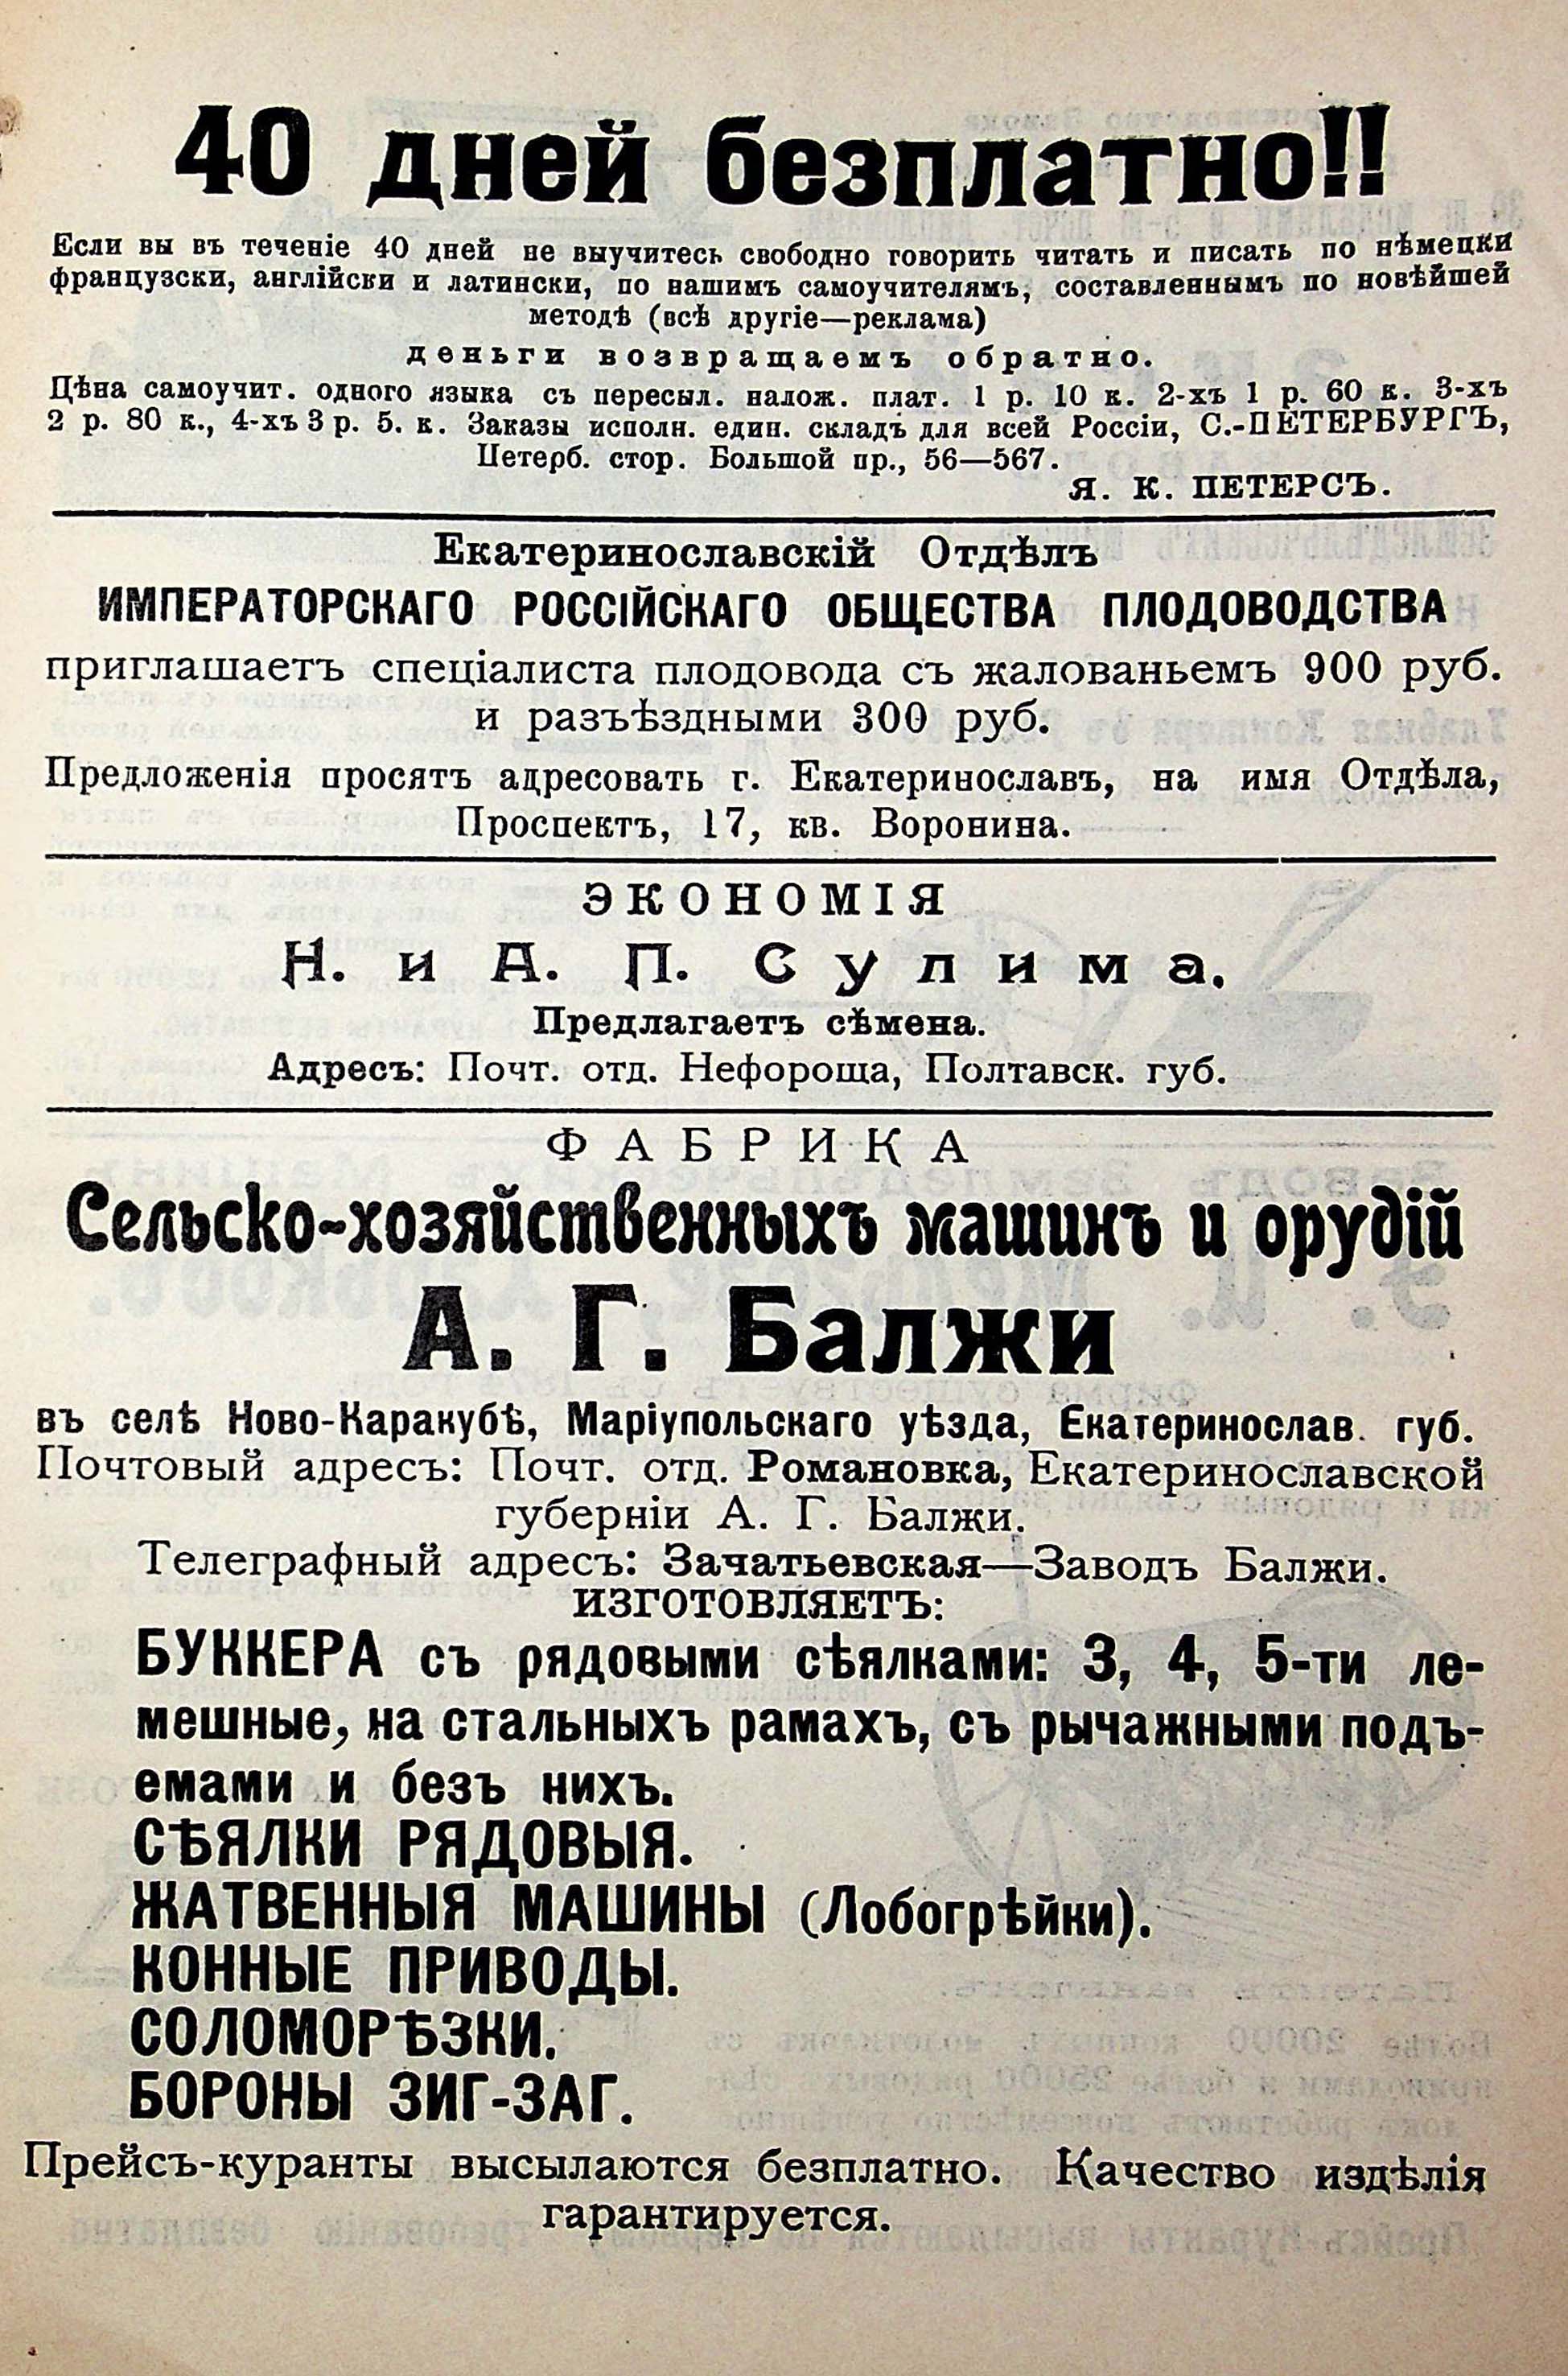 40 дней безплатно!!
Если вы въ теченіе 40 дней не выучитесь свободно говорить читать и писать по нѣмецки
французски, англійски и латински, по нашимъ самоучителямъ, составленнымъ по новѣйшей
методѣ (всѣ другіе—реклама)
деньги возвращаемъ обратно.
Цѣна самоучит. одного языка съ пересыл. налож. плат. 1 р. 10 к. 2-хъ 1 р. 60 к. 3-хъ
2 р. 80 к., 4-хъ 3 р. 5. к. Заказы исполн. един. складъ для всей Россіи, С.-ПЕТЕРБУРГЪ,
Петерб. стор. Большой пр., 56—567.
Я. К. ПЕТЕРСЪ.
Екатеринославскій Отдѣлъ
ИМПЕРАТОРСКАГО РОССІЙСКАГО ОБЩЕСТВА ПЛОДОВОДСТВА
приглашаетъ спеціалиста плодовода съ жалованьемъ 900 руб.
и разъѣздными 300 руб.
Предложенія просятъ адресовать г. Екатеринославъ, на имя Отдѣла,
Проспектъ, 17, кв. Воронина.
ЭКОНОМІЯ
Н. и А. П. Сулима.
Предлагаетъ сѣмена.
Адресъ: Почт. отд. Нефороща, Полтавск. губ.
ФАБРИКА
Сельско-хозяйственныхъ машинъ и орудій
А. Г. Балжи
въ селѣ Ново-Каракубѣ, Маріупольскаго уѣзда, Екатеринослав. губ.
Почтовый адресъ: Почт. отд. Романовка, Екатеринославской
губерніи А. Г. Балжи.
Телеграфный адресъ: Зачатьевская—Заводъ Балжи.
ИЗГОТОВЛЯЕТЪ:
БУККЕРА съ рядовыми сѣялками: 3, 4, 5-ти ле-
мешные, на стальныхъ рамахъ, съ рычажными подъ-
емами и безъ нихъ.
СѢЯЛКИ РЯДОВЫЯ.
ЖАТВЕННЫЯ МАШИНЫ (Лобогрѣйки).
КОННЫЕ ПРИВОДЫ.
СОЛОМОРѢЗКИ.
БОРОНЫ ЗИГ-ЗАГ.
Прейсъ-куранты высылаются безплатно. Качество издѣлія
гарантируется.